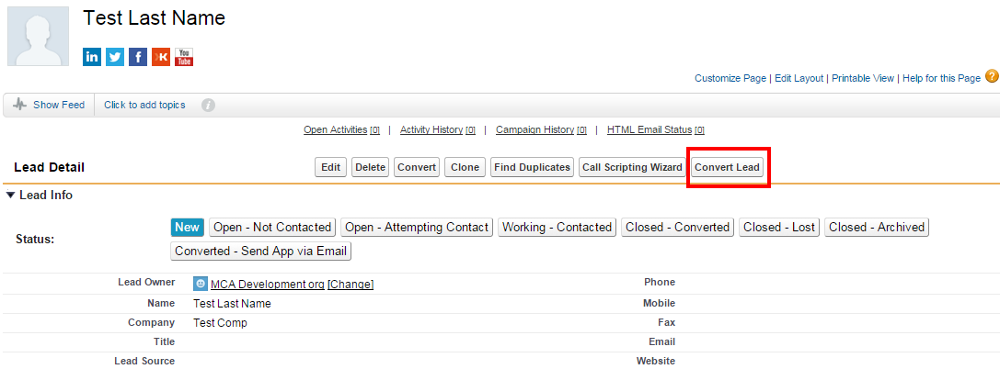 Test Last Name
in f You Tube
Customize Page | Edit Layout | Printable View | Help for this Page ?
Show Feed Click to add topics i
Open Activities [0] | Activity History [0] | Campaign History [0] | HTML Email Status [0]
Lead Detail Edit Delete Convert Clone Find Duplicates Call Scripting Wizard Convert Lead
Lead Info
Status: New Open - Not Contacted Open - Attempting Contact Working - Contacted Closed - Converted Closed - Lost Closed - Archived
Converted - Send App via Email
Lead Owner MCA Development org [Change] Phone
Name Test Last Name Mobile
Company Test Comp Fax
Title Email
Lead Source Website